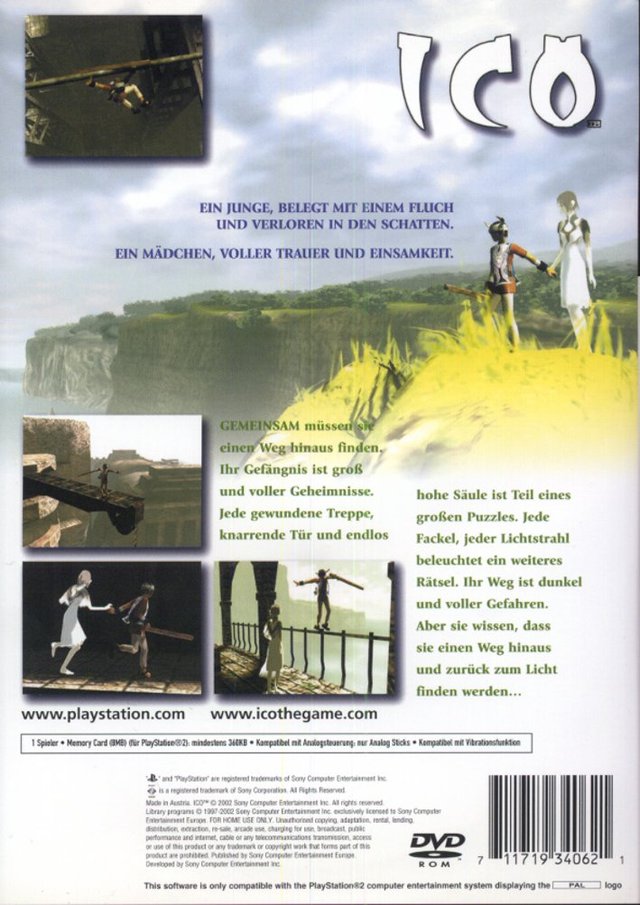 ICO
EIN JUNGE, BELEGT MIT EINEM FLUCH
UND VERLOREN IN DEN SCHATTEN.
EIN MÄDCHEN, VOLLER TRAUER UND EINSAMKEIT.
GEMEINSAM müssen sie
einen Weg hinaus finden.
Ihr Gefängnis ist groß
und voller Geheimnisse.
Jede gewundene Treppe,
knarrende Tür und endlos
hohe Säule ist Teil eines
großen Puzzles. Jede
Fackel, jeder Lichtstrahl
beleuchtet ein weiteres
Rätsel. Ihr Weg ist dunkel
und voller Gefahren.
Aber sie wissen, dass
sie einen Weg hinaus
und zurück zum Licht
finden werden...
www.playstation.com
www.icothegame.com
1 Spieler • Memory Card (8MB) (für PlayStation®2): mindestens 360KB • Kompatibel mit Analogsteuerung: nur Analog Sticks • Kompatibel mit Vibrationsfunktion
" and "PlayStation" are registered trademarks of Sony Computer Entertainment Inc.
is a registered trademark of Sony Corporation. All Rights Reserved.
Made in Austria. ICO™ © 2002 Sony Computer Entertainment Inc. All rights reserved.
Library programs © 1997-2002 Sony Computer Entertainment Inc. exclusively licensed to Sony Computer
Entertainment Europe. FOR HOME USE ONLY. Unauthorised copying, adaptation, rental, lending,
distribution, extraction, re-sale, arcade use, charging for use, broadcast, public
performance and internet, cable or any telecommunications transmission, access
or use of this product or any trademark or copyright work that forms part of this
product are prohibited. Published by Sony Computer Entertainment Europe.
Developed by Sony Computer Entertainment Inc.
DVD
ROM
7 11719 34062 1
This software is only compatible with the PlayStation®2 computer entertainment system displaying the PAL logo